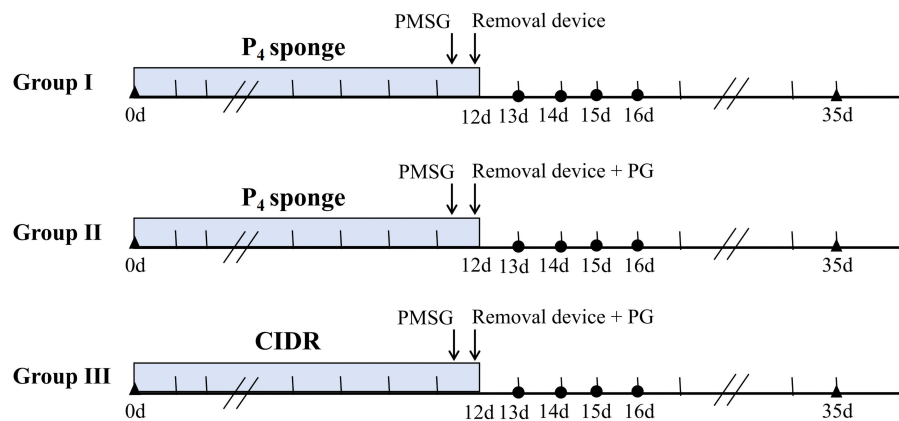 PMSG Removal device
P₄ sponge
Group I
0d 12d 13d 14d 15d 16d 35d
PMSG Removal device + PG
P₄ sponge
Group II
0d 12d 13d 14d 15d 16d 35d
PMSG Removal device + PG
CIDR
Group III
0d 12d 13d 14d 15d 16d 35d